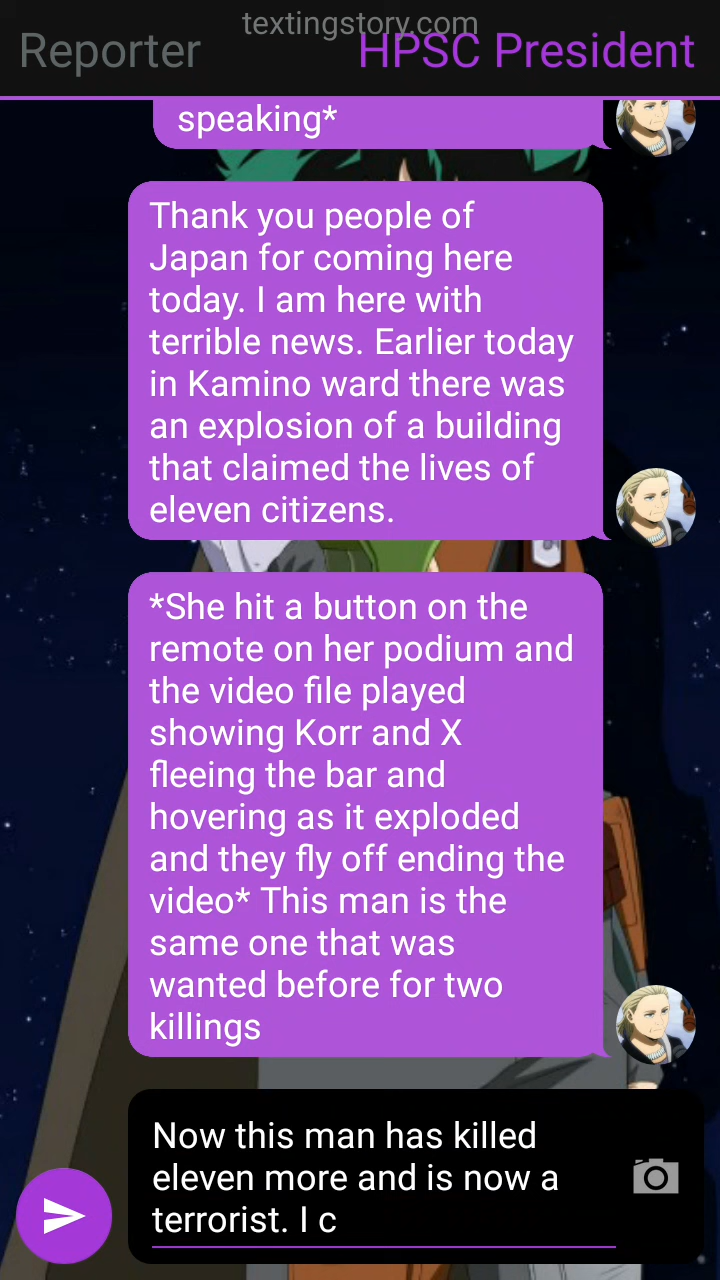 textingstory.com
Reporter HPSC President
speaking*
Thank you people of
Japan for coming here
today. I am here with
terrible news. Earlier today
in Kamino ward there was
an explosion of a building
that claimed the lives of
eleven citizens.
*She hit a button on the
remote on her podium and
the video file played
showing Korr and X
fleeing the bar and
hovering as it exploded
and they fly off ending the
video* This man is the
same one that was
wanted before for two
killings
Now this man has killed
eleven more and is now a
terrorist. I c